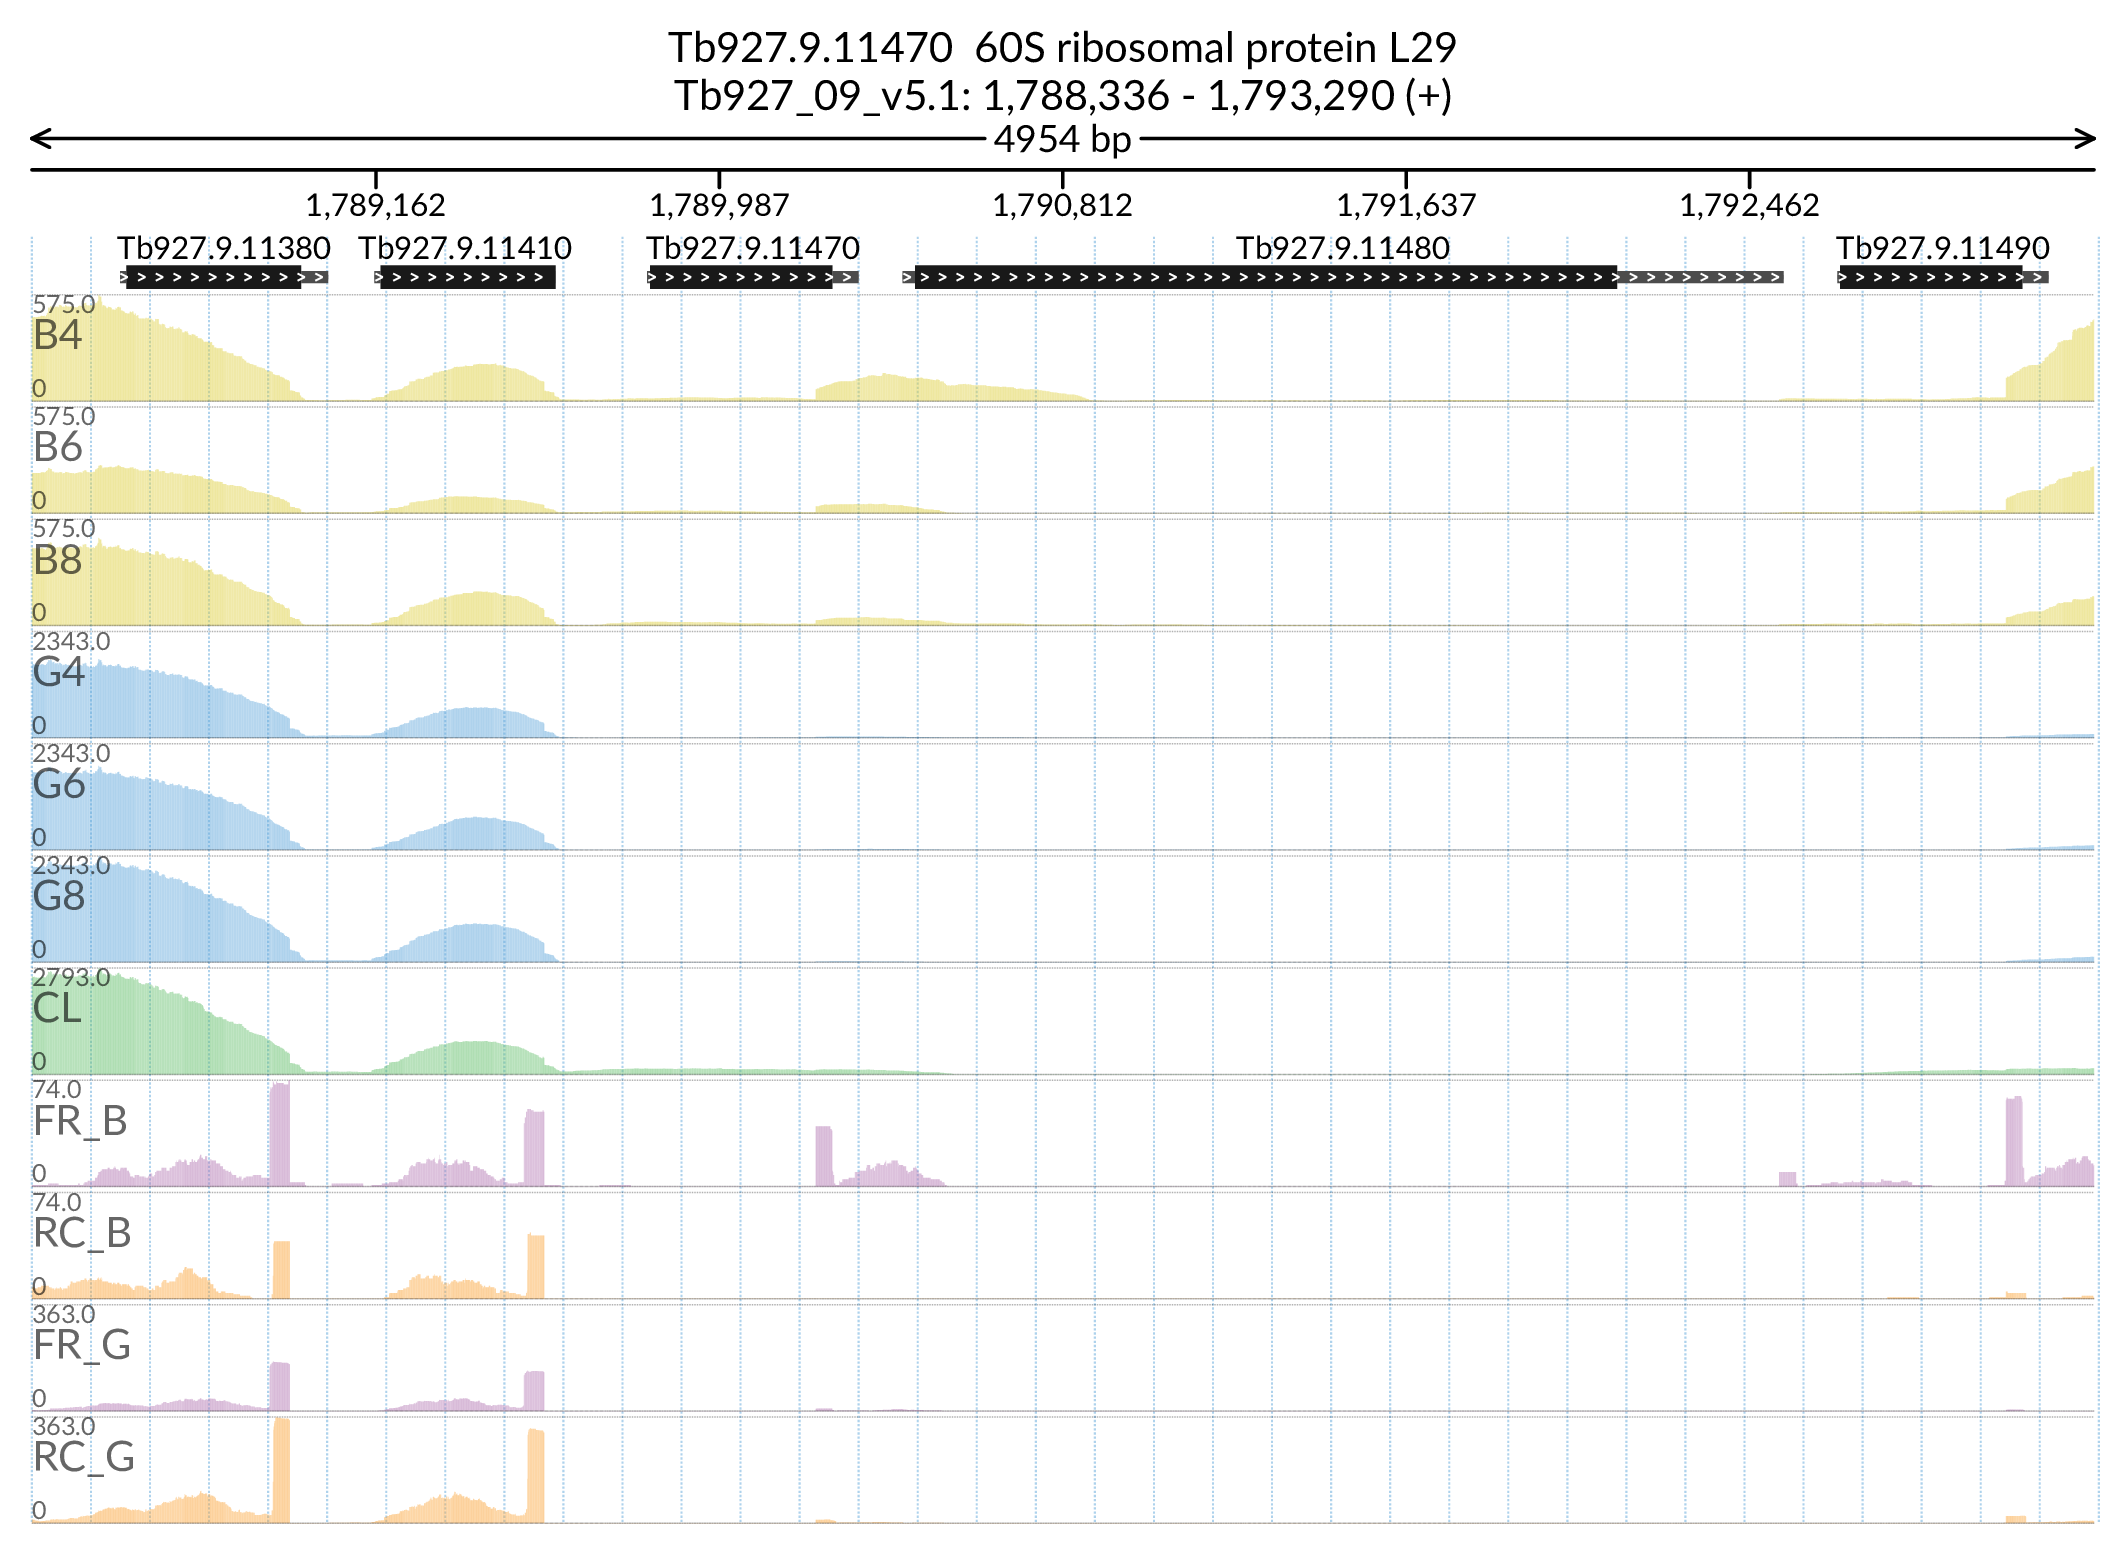 Tb927.9.11470  60S ribosomal protein L29
Tb927_09_v5.1: 1,788,336 - 1,793,290 (+)
4954 bp
1,789,162 1,789,987 1,790,812 1,791,637 1,792,462
Tb927.9.11380 Tb927.9.11410 Tb927.9.11470 Tb927.9.11480 Tb927.9.11490
575.0
B4
0
575.0
B6
0
575.0
B8
0
2343.0
G4
0
2343.0
G6
0
2343.0
G8
0
2793.0
CL
0
74.0
FR_B
0
74.0
RC_B
0
363.0
FR_G
0
363.0
RC_G
0